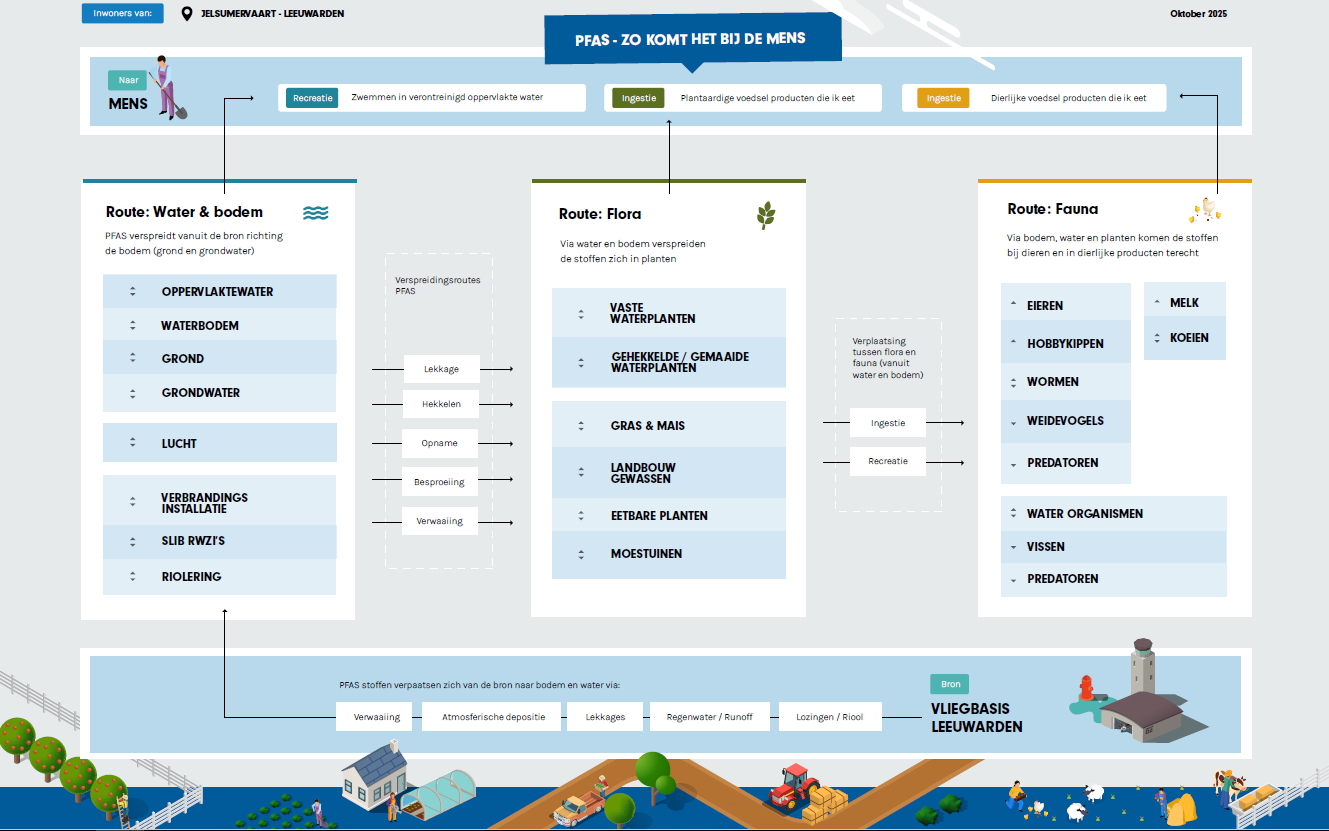 Inwoners van:
JELSUMERVAART - LEEUWARDEN
Oktober 2025
PFAS - ZO KOMT HET BIJ DE MENS
Naar
MENS
Recreatie
Zwemmen in verontreinigd oppervlakte water
Ingestie
Plantaardige voedsel producten die ik eet
Ingestie
Dierlijke voedsel producten die ik eet
Route: Water & bodem
PFAS verspreidt vanuit de bron richting
de bodem (grond en grondwater)
OPPERVLAKTEWATER
WATERBODEM
GROND
GRONDWATER
LUCHT
VERBRANDINGS
INSTALLATIE
SLIB RWZI'S
RIOLERING
Verspreidingsroutes
PFAS
Lekkage
Hekkelen
Opname
Besproeiing
Verwaaiing
Route: Flora
Via water en bodem verspreiden
de stoffen zich in planten
VASTE
WATERPLANTEN
GEHEKKELDE / GEMAAIDE
WATERPLANTEN
GRAS & MAIS
LANDBOUW
GEWASSEN
EETBARE PLANTEN
MOESTUINEN
Verplaatsing
tussen flora en
fauna (vanuit
water en bodem)
Ingestie
Recreatie
Route: Fauna
Via bodem, water en planten komen de stoffen
bij dieren en in dierlijke producten terecht
EIEREN
HOBBYKIPPEN
WORMEN
WEIDEVOGELS
PREDATOREN
MELK
KOEIEN
WATER ORGANISMEN
VISSEN
PREDATOREN
PFAS stoffen verpaatsen zich van de bron naar bodem en water via:
Verwaaiing
Atmosferische depositie
Lekkages
Regenwater / Runoff
Lozingen / Riool
Bron
VLIEGBASIS
LEEUWARDEN